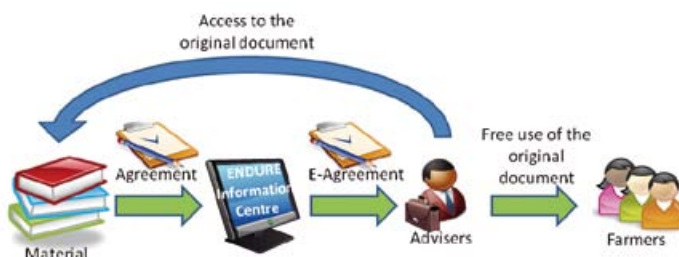 Access to the
original document
Agreement
ENDURE
Information
Centre
E-Agreement
Free use of the
original
document
Material
Advisers
Farmers